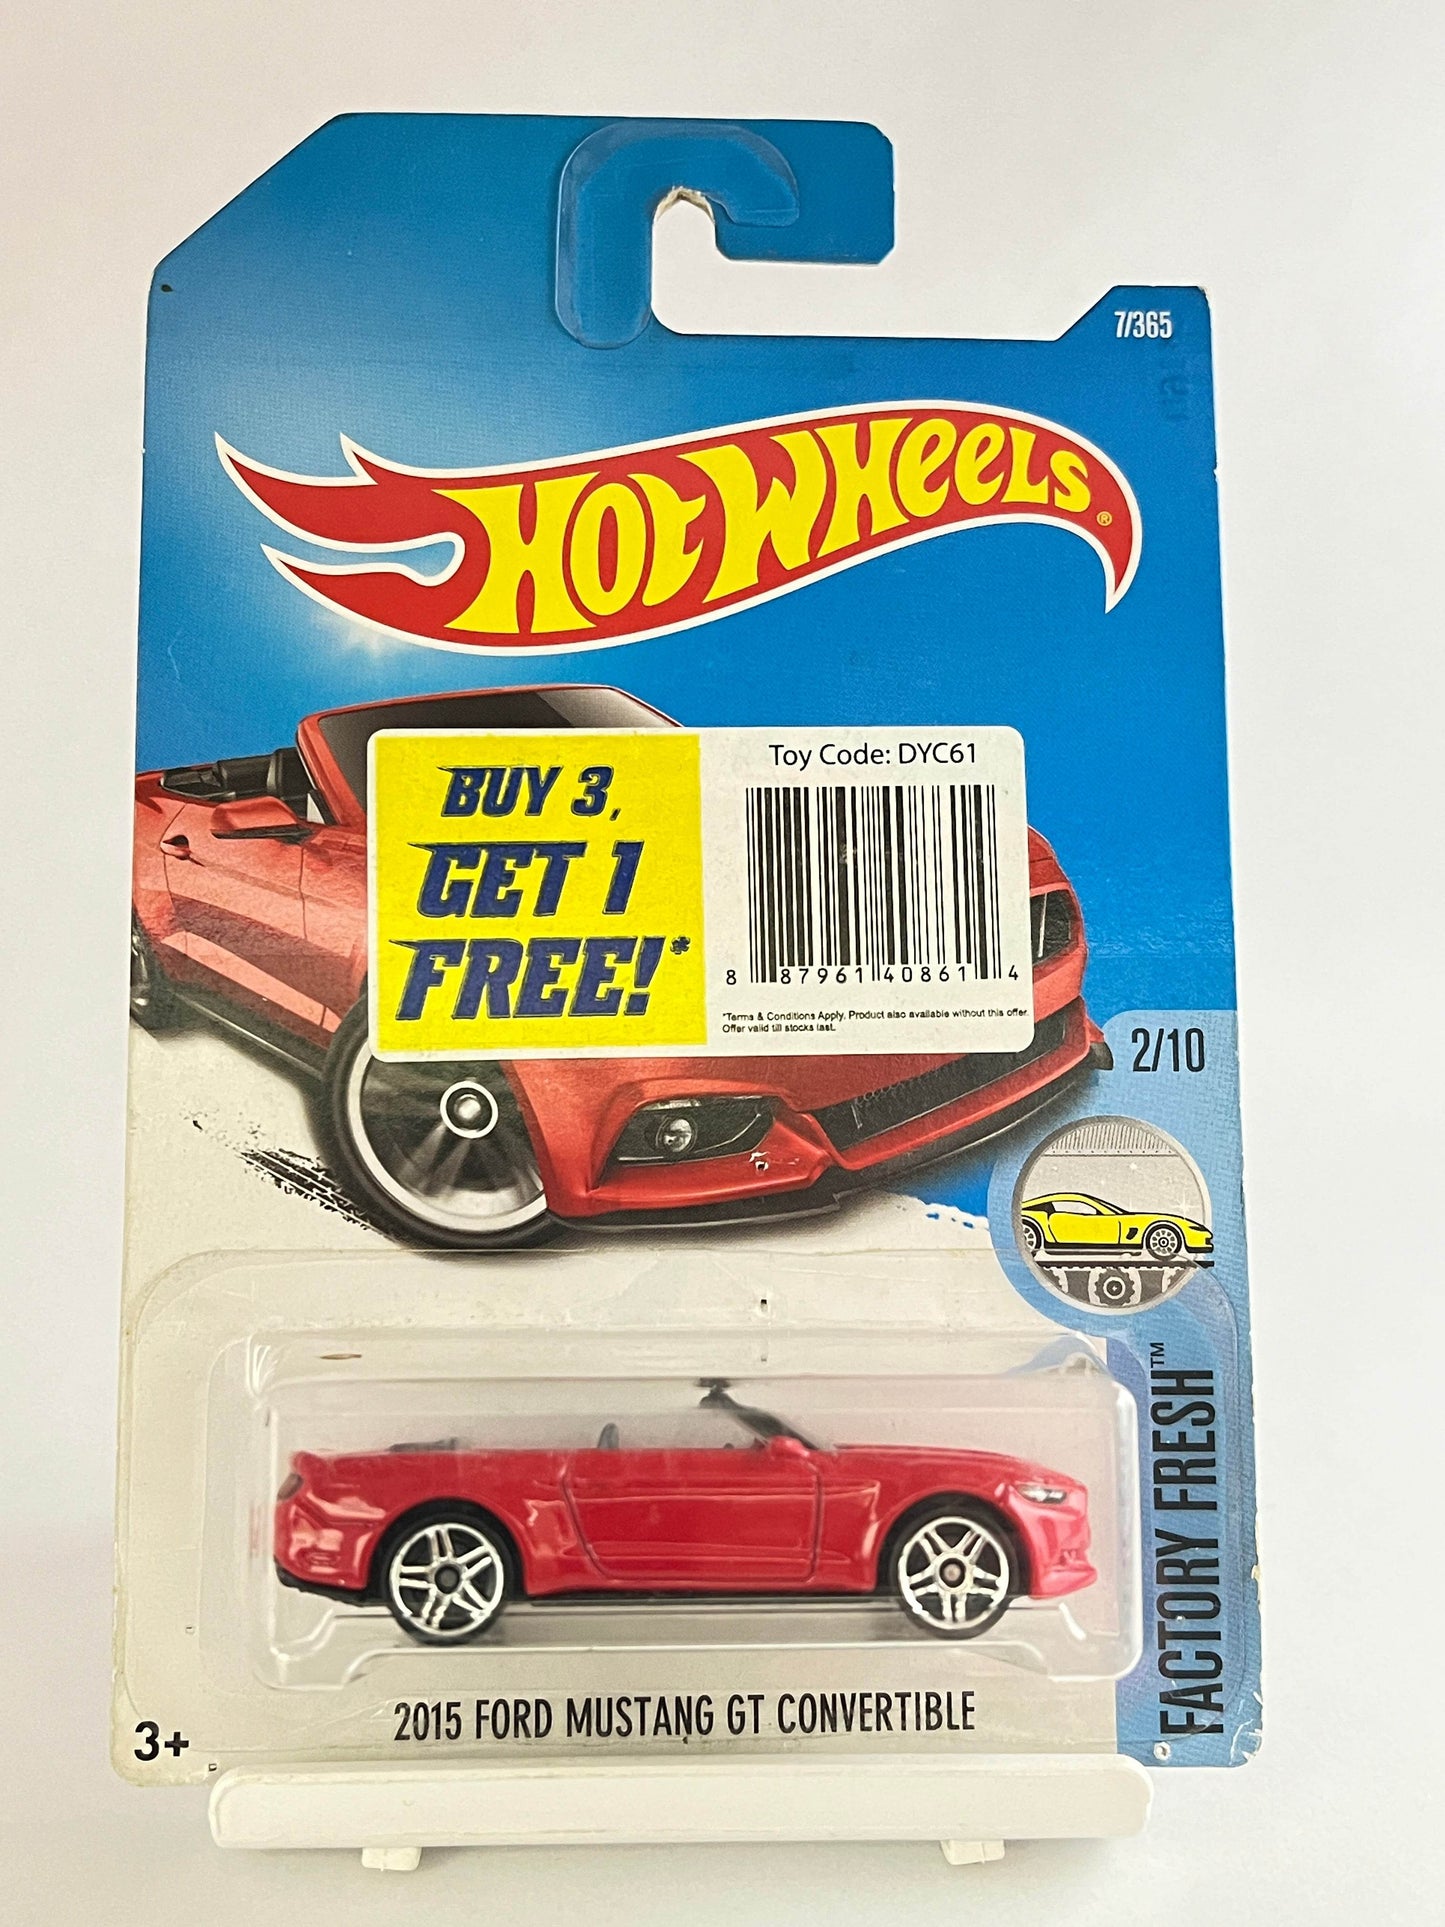 7/365
HOT WHEELS®
BUY 3,
GET 1
FREE!*
Toy Code: DYC61
8 87961 40861 4
*Terms & Conditions Apply. Product also available without this offer.
Offer valid till stocks last.
2/10
FACTORY FRESH™
2015 FORD MUSTANG GT CONVERTIBLE
3+